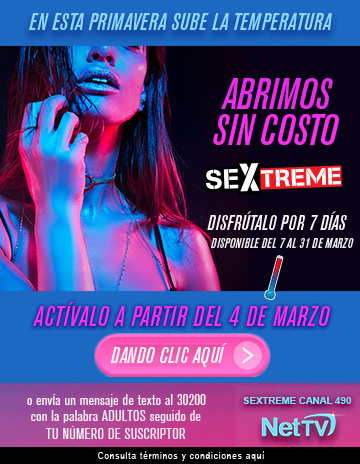 EN ESTA PRIMAVERA SUBE LA TEMPERATURA
ABRIMOS
SIN COSTO
SEXTREME
DISFRÚTALO POR 7 DÍAS
DISPONIBLE DEL 7 AL 31 DE MARZO
ACTÍVALO A PARTIR DEL 4 DE MARZO
DANDO CLIC AQUÍ
o envía un mensaje de texto al 30200
con la palabra ADULTOS seguido de
TU NÚMERO DE SUSCRIPTOR
SEXTREME CANAL 490
NetTV
Consulta términos y condiciones aquí